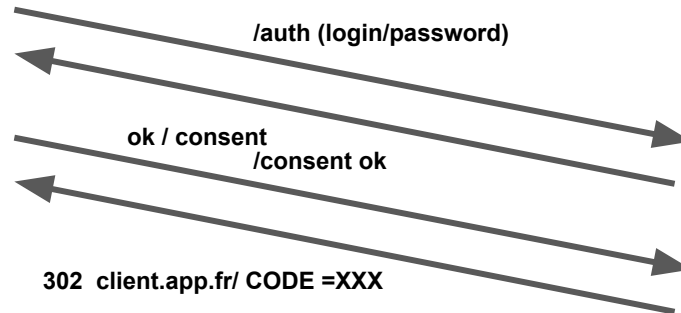 /auth (login/password)
ok / consent
/consent ok
302  client.app.fr/ CODE =XXX